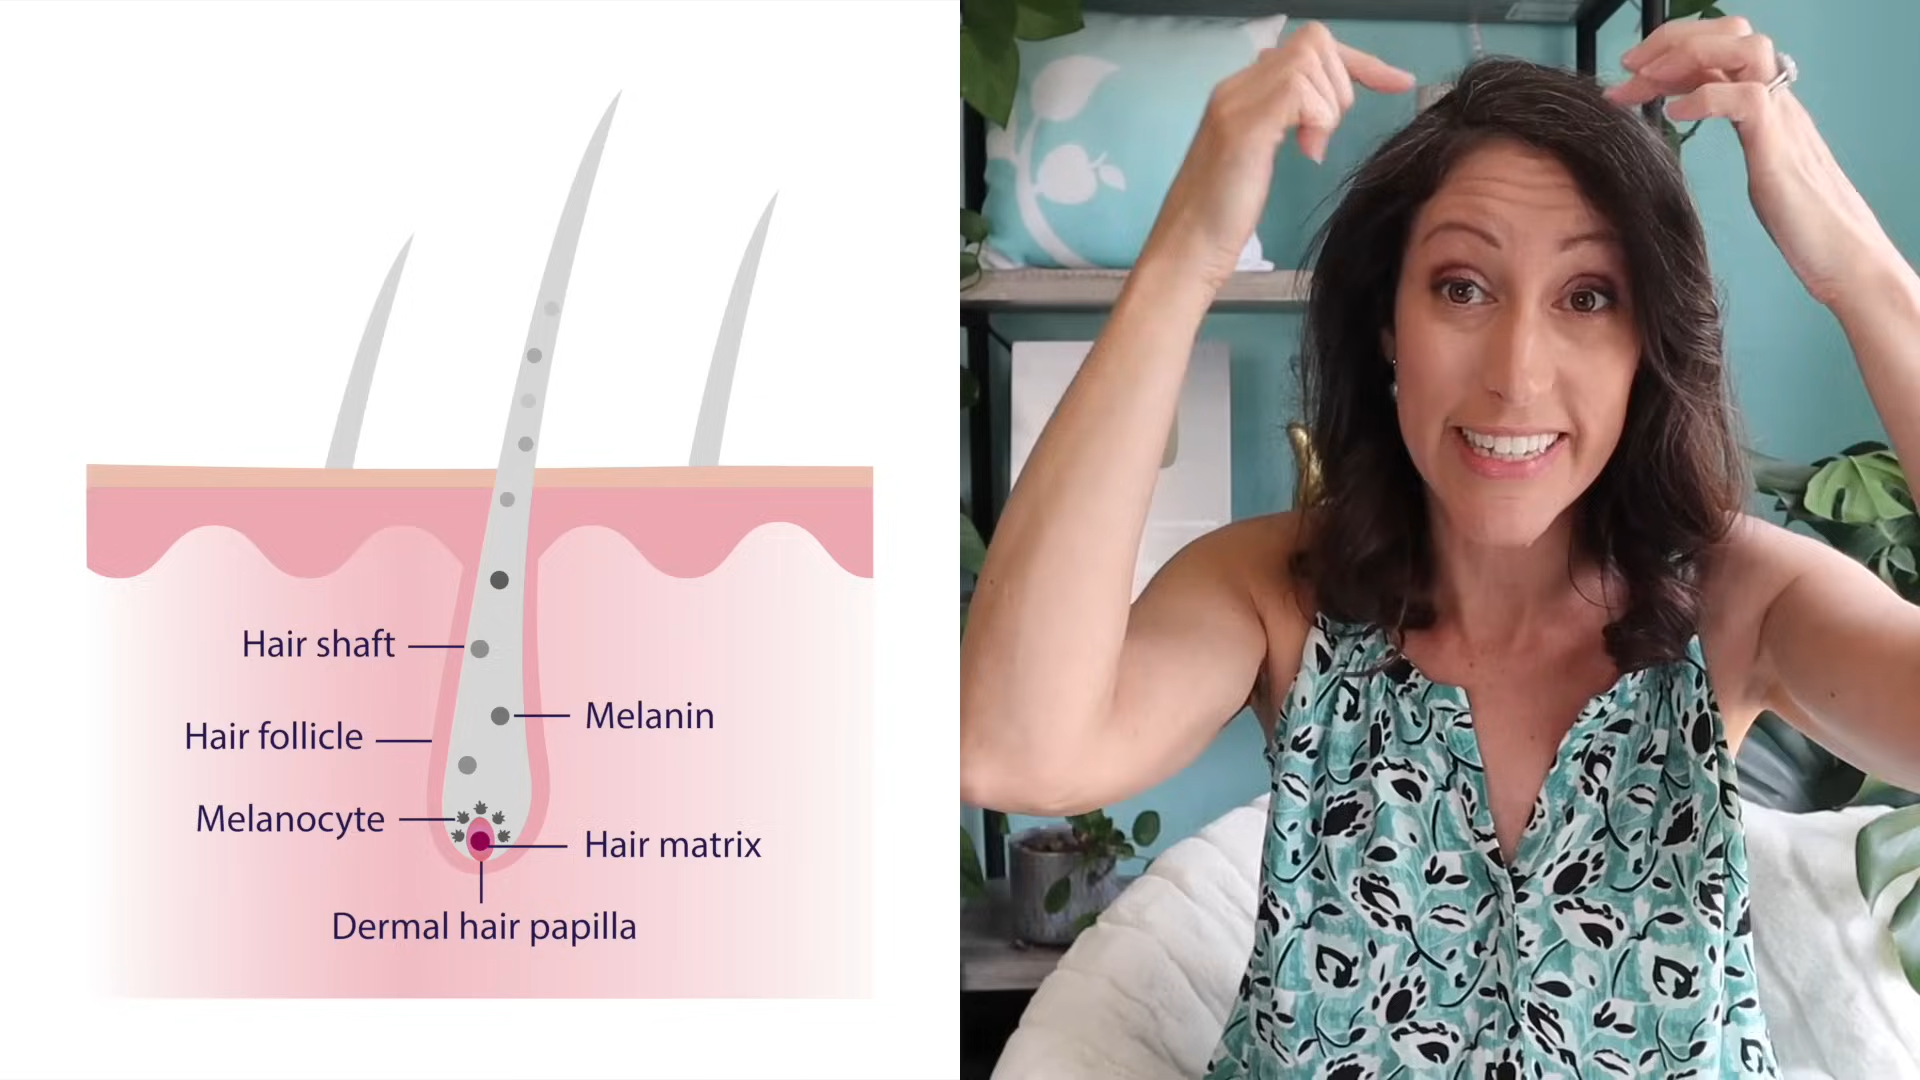 Hair shaft
Melanin
Hair follicle
Melanocyte
Hair matrix
Dermal hair papilla